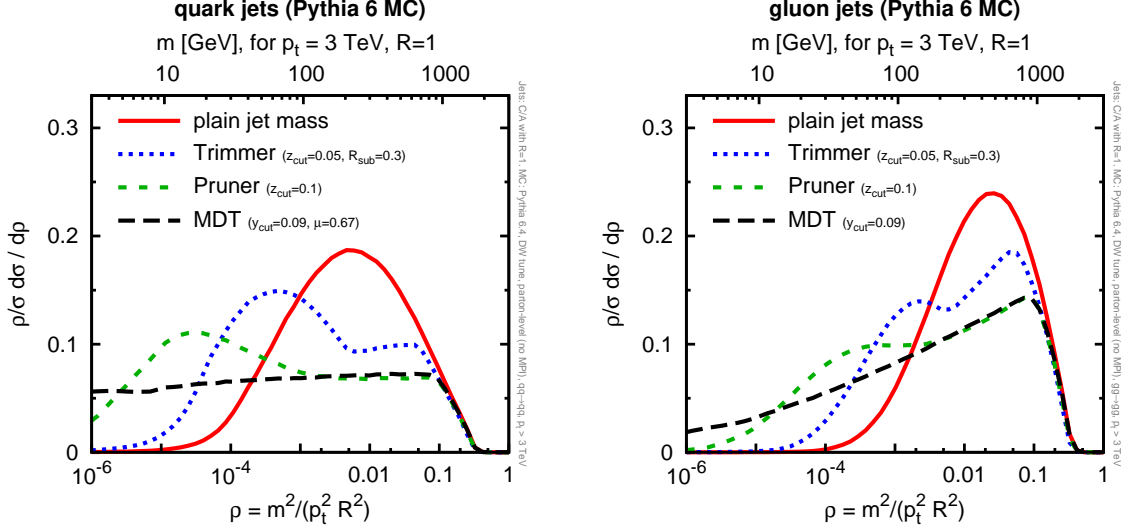 quark jets (Pythia 6 MC)
m [GeV], for pt = 3 TeV, R=1
10 100 1000
0.3
0.2
0.1
0
ρ/σ dσ / dρ
plain jet mass
Trimmer (zcut=0.05, Rsub=0.3)
Pruner (zcut=0.1)
MDT (ycut=0.09, μ=0.67)
10-6 10-4 0.01 0.1 1
ρ = m2/(pt2 R2)
Jets: C/A with R=1. MC: Pythia 6.4, DW tune, parton-level (no MPI), qq→qq, pt > 3 TeV
gluon jets (Pythia 6 MC)
m [GeV], for pt = 3 TeV, R=1
10 100 1000
0.3
0.2
0.1
0
ρ/σ dσ / dρ
plain jet mass
Trimmer (zcut=0.05, Rsub=0.3)
Pruner (zcut=0.1)
MDT (ycut=0.09)
10-6 10-4 0.01 0.1 1
ρ = m2/(pt2 R2)
Jets: C/A with R=1. MC: Pythia 6.4, DW tune, parton-level (no MPI), gg→gg, pt > 3 TeV